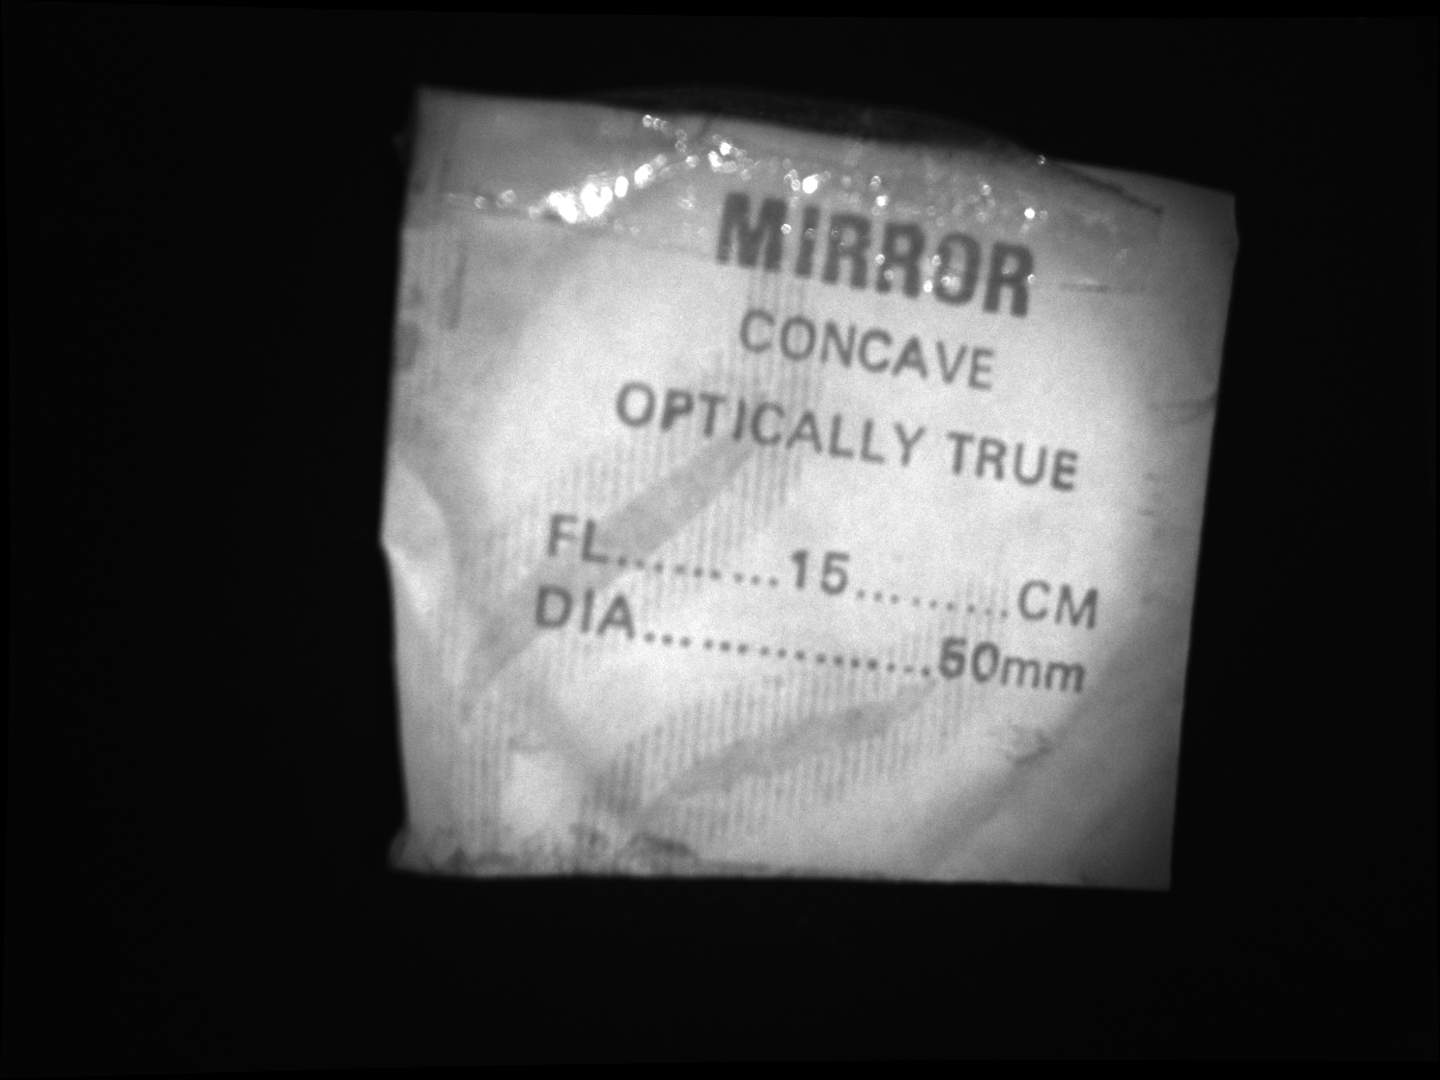 MIRROR
CONCAVE
OPTICALLY TRUE
FL..........15..........CM
DIA..................50mm